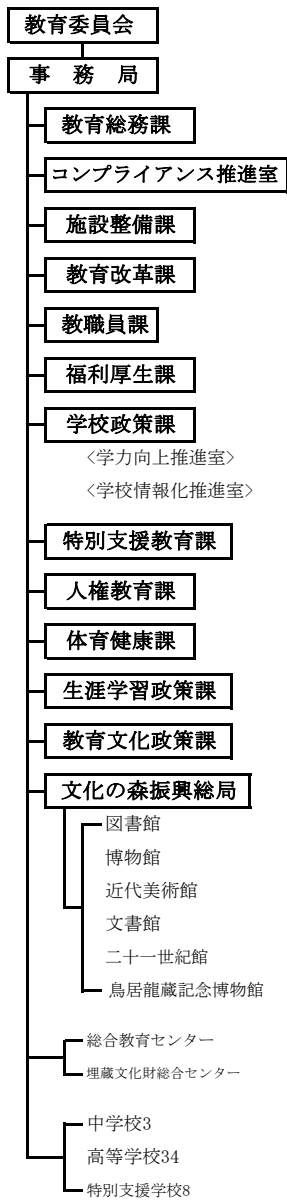 教育委員会
事 務 局
教育総務課
コンプライアンス推進室
施設整備課
教育改革課
教職員課
福利厚生課
学校政策課
<学力向上推進室>
<学校情報化推進室>
特別支援教育課
人権教育課
体育健康課
生涯学習政策課
教育文化政策課
文化の森振興総局
図書館
博物館
近代美術館
文書館
二十一世紀館
鳥居龍蔵記念博物館
総合教育センター
埋蔵文化財総合センター
中学校3
高等学校34
特別支援学校8